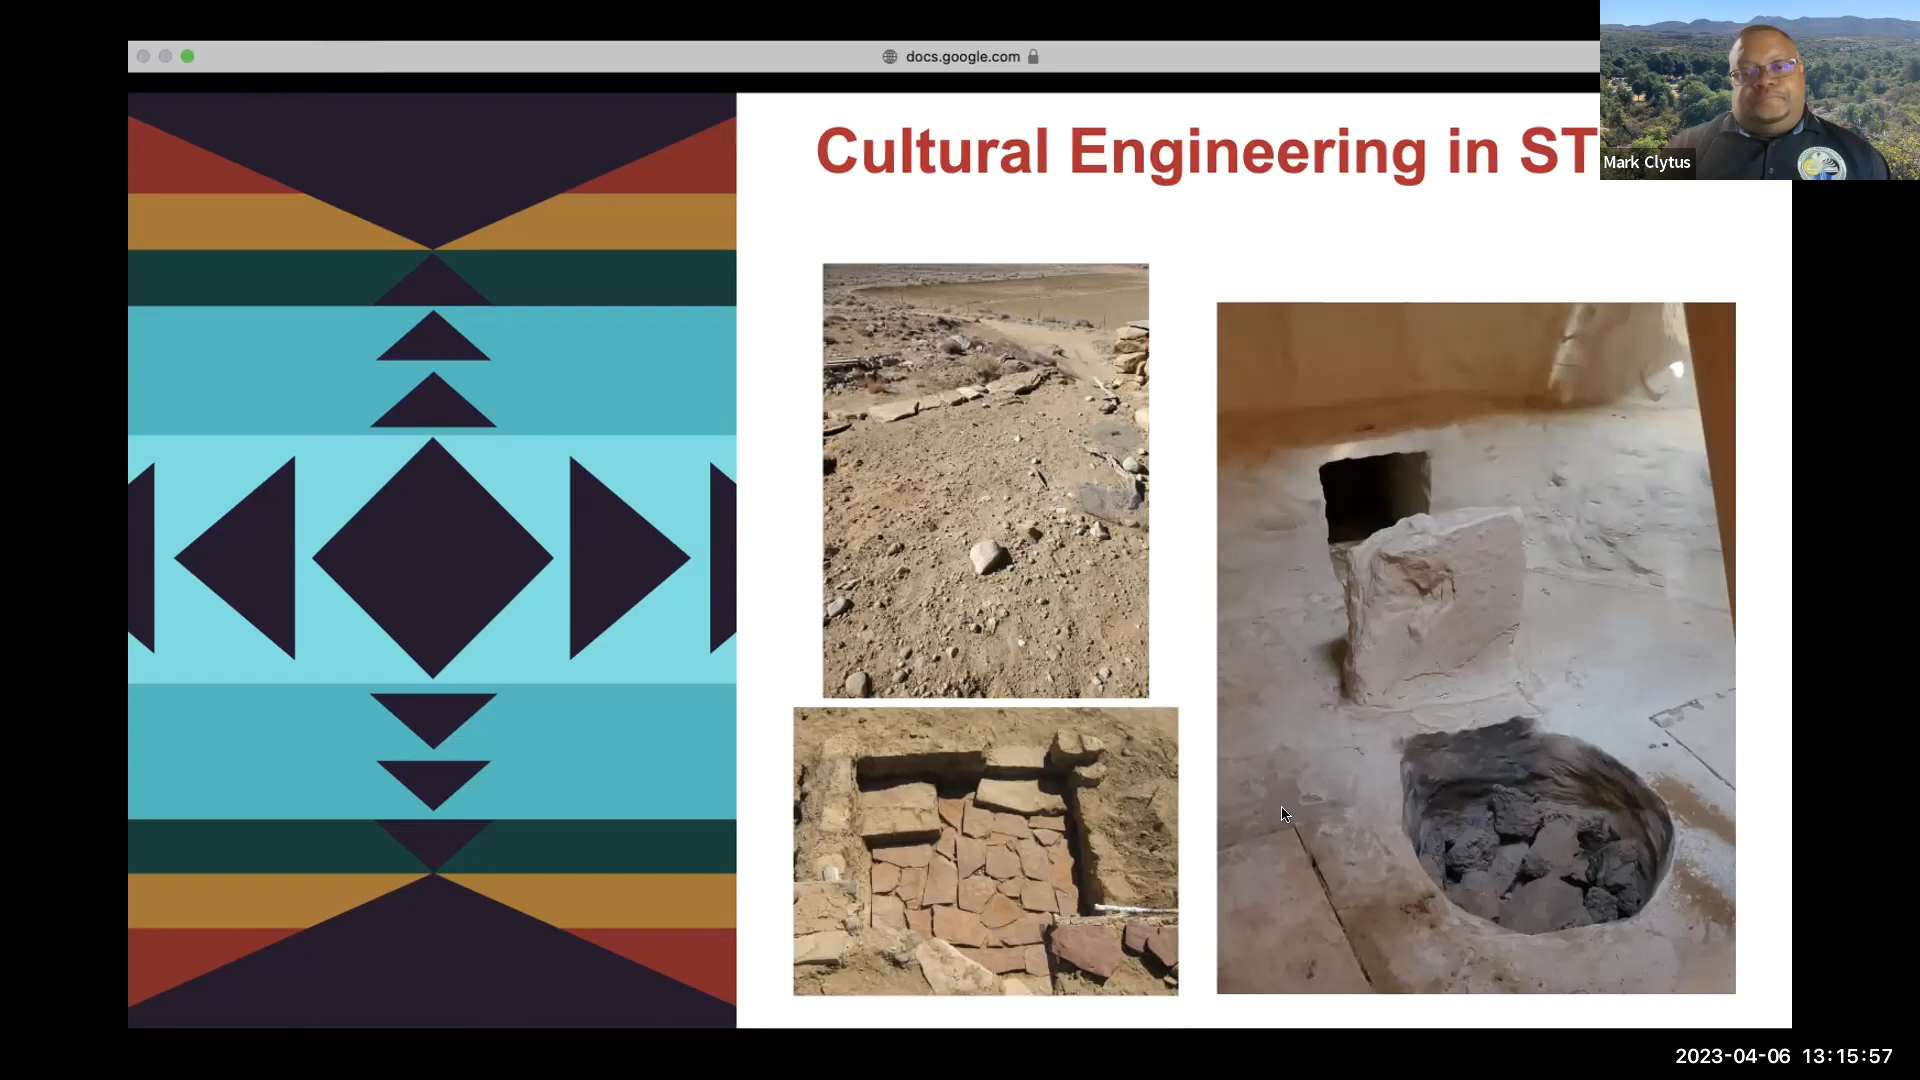 docs.google.com
Cultural Engineering in ST
Mark Clytus
2023-04-06 13:15:57